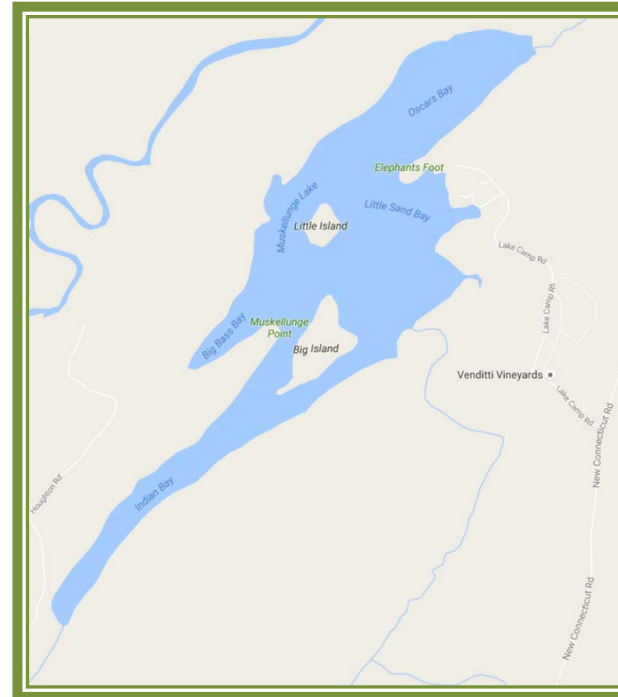 Oscars Bay
Elephants Foot
Muskellunge Lake
Little Sand Bay
Little Island
Lake Camp Rd
Lake Camp Rd
Muskellunge
Point
Big Bass Bay
Big Island
Venditti Vineyards
Lake Camp Rd
New Connecticut Rd
Houghton Rd
Indian Bay
New Connecticut Rd